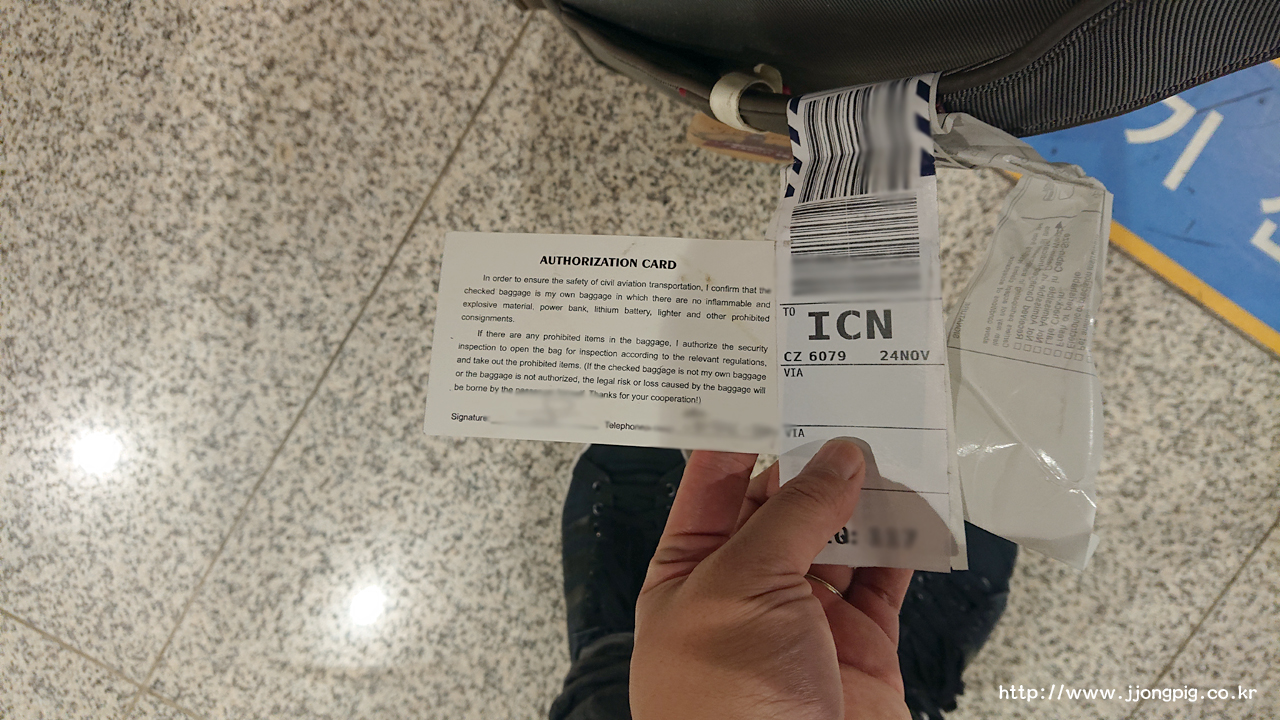 AUTHORIZATION CARD
In order to ensure the safety of civil aviation transportation, I confirm that the
checked baggage is my own baggage in which there are no inflammable and
explosive material, power bank, lithium battery, lighter and other prohibited
consignments.
If there are any prohibited items in the baggage, I authorize the security
inspection to open the bag for inspection according to the relevant regulations,
and take out the prohibited items. (If the checked baggage is not my own baggage
or the baggage is not authorized, the legal risk or loss caused by the baggage will
be borne by the Thanks for your cooperation!)
Signature Telephone
TO
ICN
CZ 6079 24NOV
VIA
VIA
http://www.jjongpig.co.kr